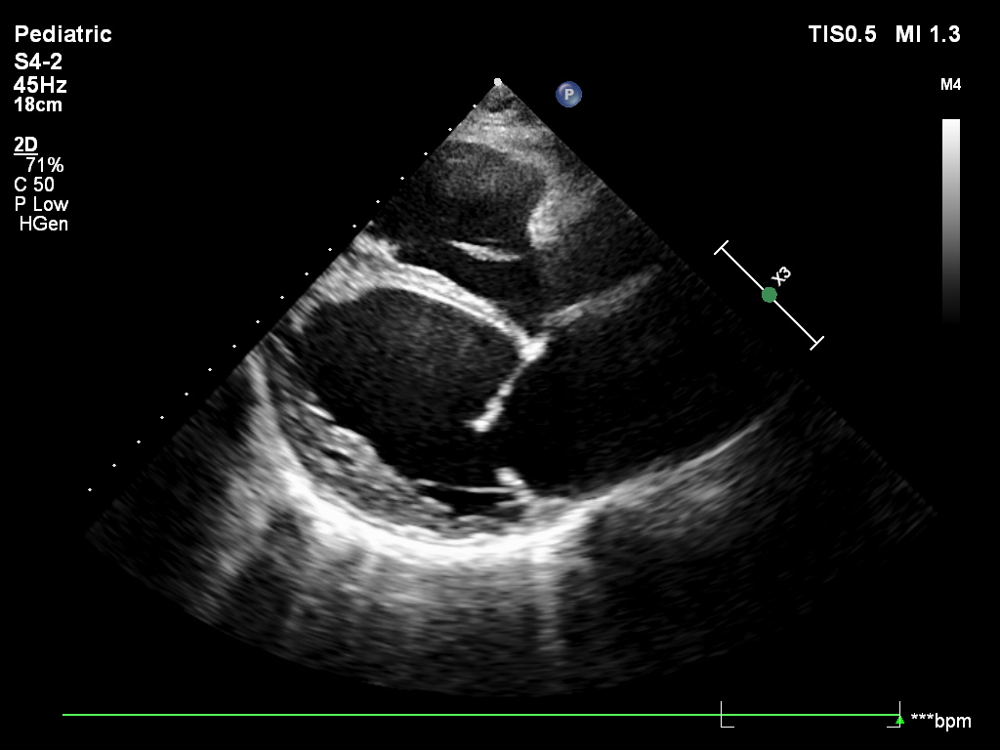 Pediatric
TIS0.5 MI 1.3
S4-2
45Hz
18cm
M4
P
2D
71%
C 50
P Low
HGen
X3
***bpm